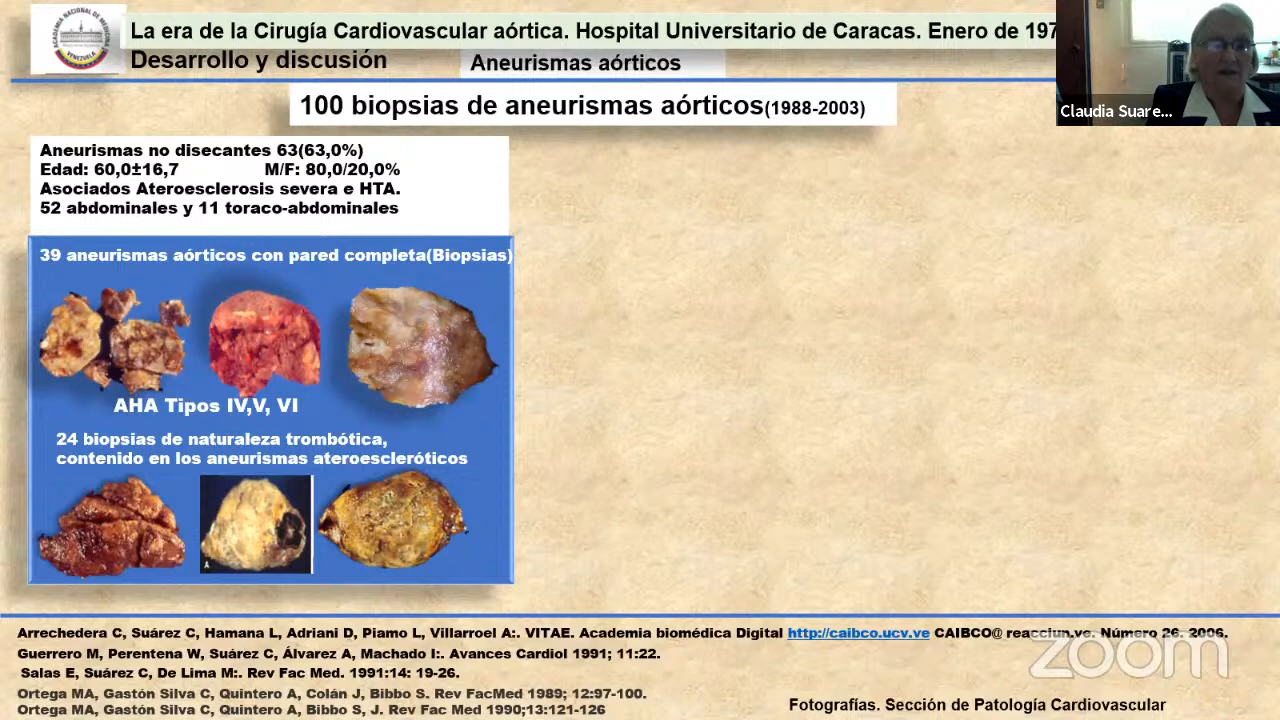 La era de la Cirugía Cardiovascular aórtica. Hospital Universitario de Caracas. Enero de 197
Desarrollo y discusión
Aneurismas aórticos
Claudia Suare...
100 biopsias de aneurismas aórticos(1988-2003)
Aneurismas no disecantes 63(63,0%)
Edad: 60,0±16,7 M/F: 80,0/20,0%
Asociados Ateroesclerosis severa e HTA.
52 abdominales y 11 toraco-abdominales
39 aneurismas aórticos con pared completa(Biopsias)
AHA Tipos IV,V, VI
24 biopsias de naturaleza trombótica,
contenido en los aneurismas ateroescleróticos
A
Arrechedera C, Suárez C, Hamana L, Adriani D, Piamo L, Villarroel A:. VITAE. Academia biomédica Digital http://caibco.ucv.ve CAIBCO@ reacciun.ve. Número 26. 2006.
Guerrero M, Perentena W, Suárez C, Álvarez A, Machado I:. Avances Cardiol 1991; 11:22.
Salas E, Suárez C, De Lima M:. Rev Fac Med. 1991:14: 19-26.
Ortega MA, Gastón Silva C, Quintero A, Colán J, Bibbo S. Rev FacMed 1989; 12:97-100.
Ortega MA, Gastón Silva C, Quintero A, Bibbo S, J. Rev Fac Med 1990;13:121-126
Fotografías. Sección de Patología Cardiovascular
zoom